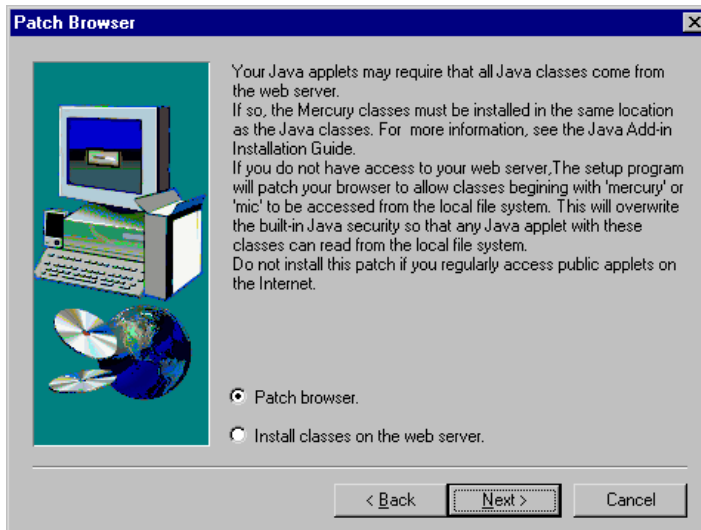 Patch Browser
Your Java applets may require that all Java classes come from
the web server.
If so, the Mercury classes must be installed in the same location
as the Java classes. For more information, see the Java Add-in
Installation Guide.
If you do not have access to your web server,The setup program
will patch your browser to allow classes begining with 'mercury' or
'mic' to be accessed from the local file system. This will overwrite
the built-in Java security so that any Java applet with these
classes can read from the local file system.
Do not install this patch if you regularly access public applets on
the Internet.
Patch browser.
Install classes on the web server.
< Back Next > Cancel